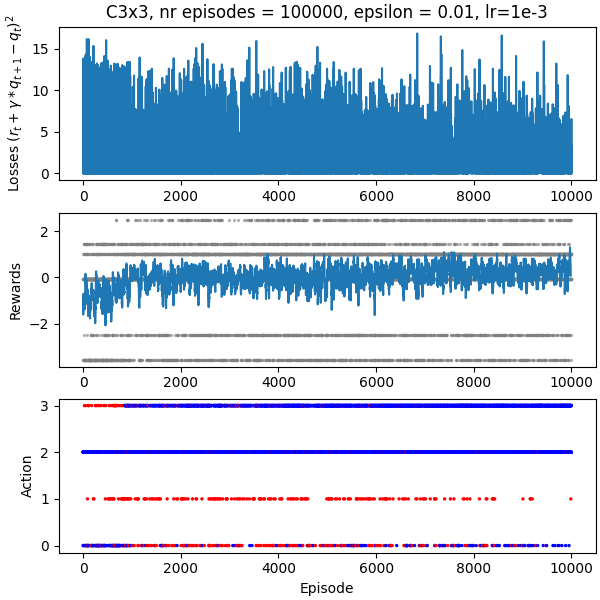 C3x3, nr episodes = 100000, epsilon = 0.01, lr=1e-3
Losses $(r_t + \gamma * q_{t+1} - q_t)^2$
15
10
5
0
0 2000 4000 6000 8000 10000
Rewards
2
0
−2
0 2000 4000 6000 8000 10000
Action
3
2
1
0
0 2000 4000 6000 8000 10000
Episode